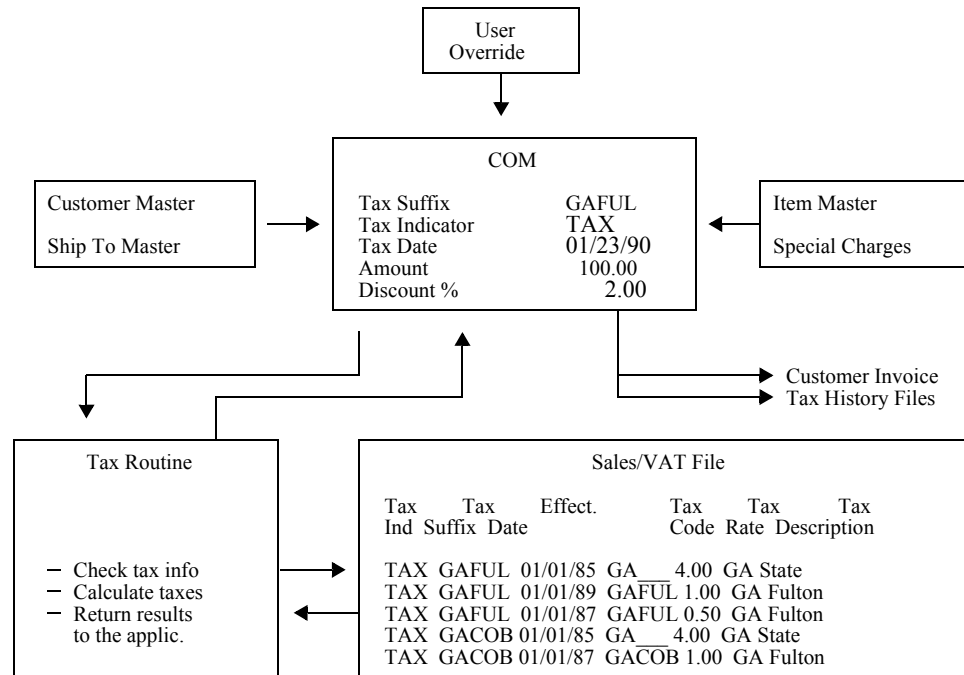 User
Override
COM
Tax Suffix GAFUL
Tax Indicator TAX
Tax Date 01/23/90
Amount 100.00
Discount % 2.00
Customer Master
Ship To Master
Item Master
Special Charges
Customer Invoice
Tax History Files
Tax Routine
– Check tax info
– Calculate taxes
– Return results
to the applic.
Sales/VAT File
Tax Tax Effect. Tax Tax Tax
Ind Suffix Date Code Rate Description
TAX GAFUL 01/01/85 GA___ 4.00 GA State
TAX GAFUL 01/01/89 GAFUL 1.00 GA Fulton
TAX GAFUL 01/01/87 GAFUL 0.50 GA Fulton
TAX GACOB 01/01/85 GA___ 4.00 GA State
TAX GACOB 01/01/87 GACOB 1.00 GA Fulton